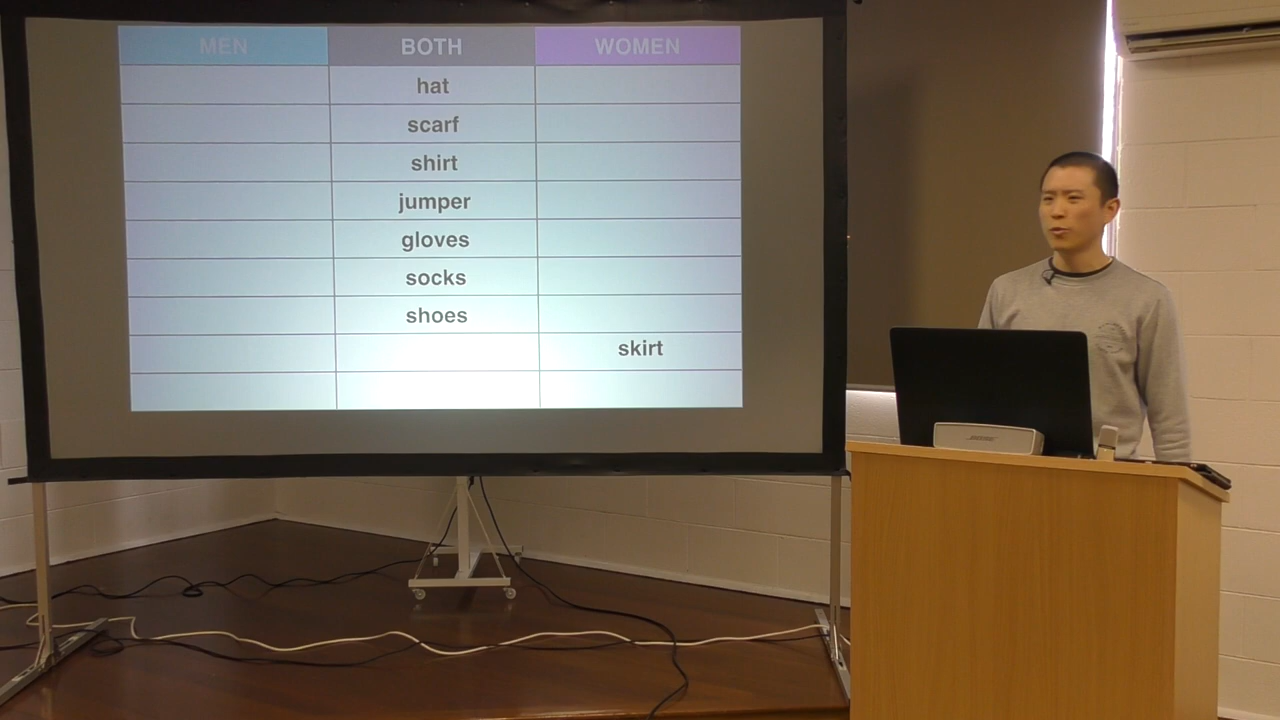 MEN BOTH WOMEN
hat
scarf
shirt
jumper
gloves
socks
shoes
skirt